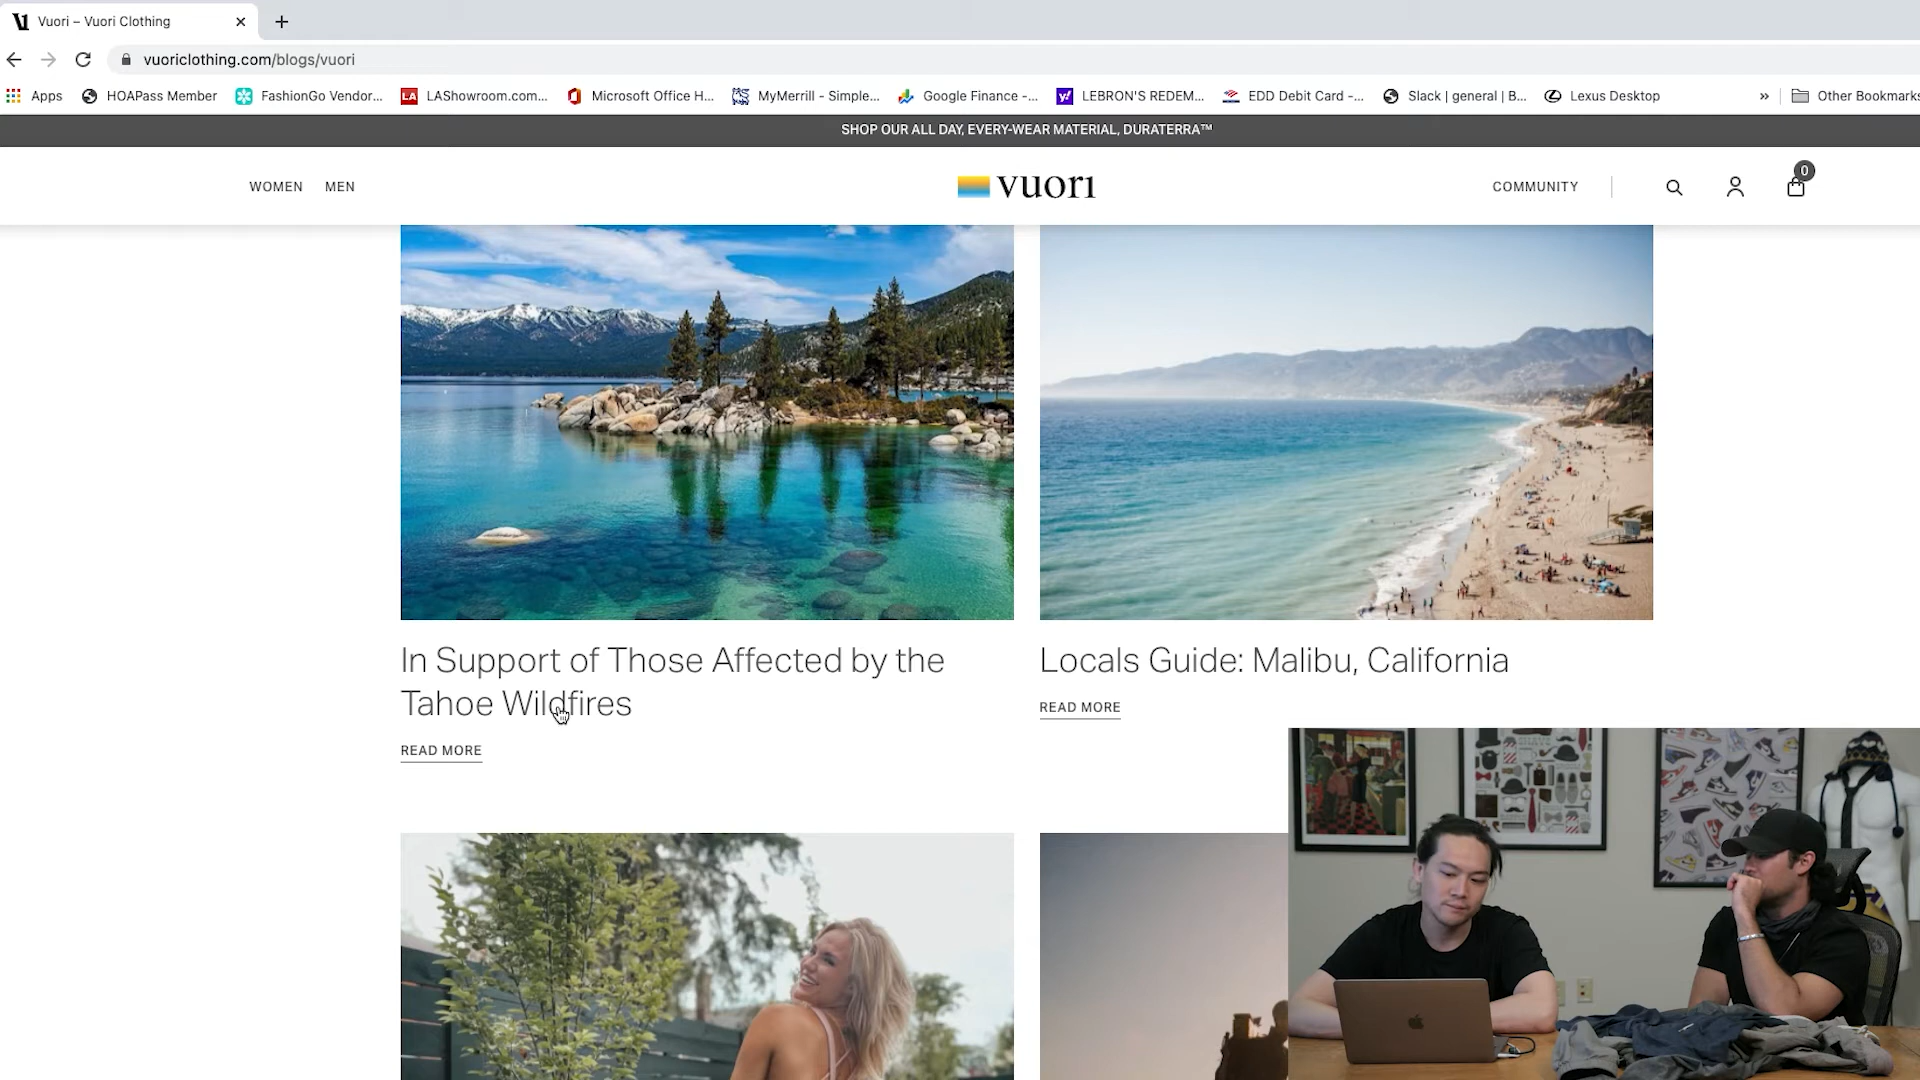 Vuori – Vuori Clothing
vuoriclothing.com/blogs/vuori
Apps HOAPass Member FashionGo Vendor... LAShowroom.com... Microsoft Office H... MyMerrill - Simple... Google Finance -... LEBRON'S REDEM... EDD Debit Card -... Slack | general | B... Lexus Desktop » Other Bookmarks
SHOP OUR ALL DAY, EVERY-WEAR MATERIAL, DURATERRA™
WOMEN MEN vuori COMMUNITY 0
In Support of Those Affected by the
Tahoe Wildfires
READ MORE
Locals Guide: Malibu, California
READ MORE